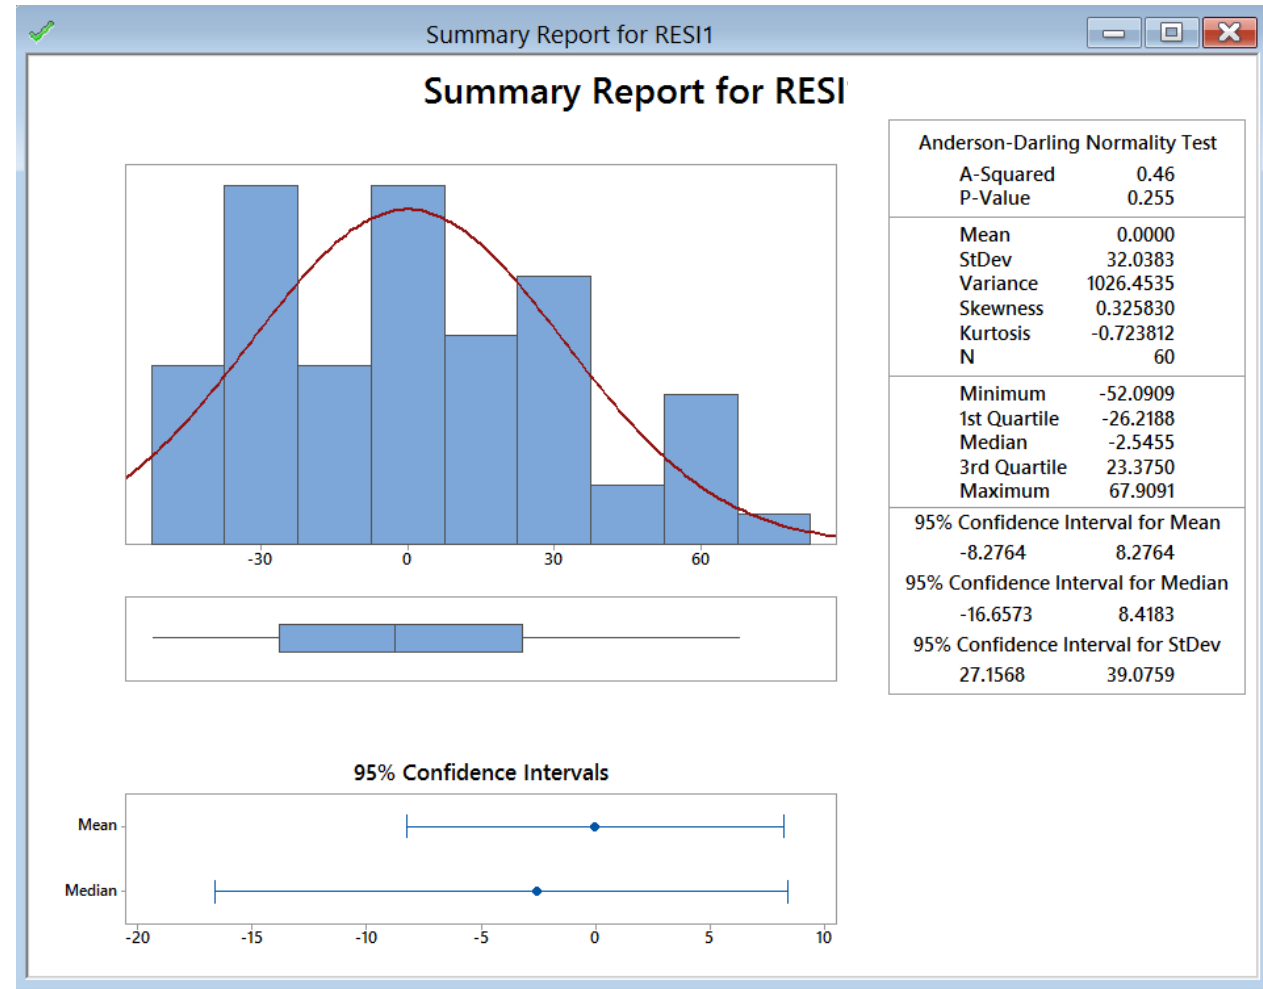 Summary Report for RESI1
Summary Report for RESI
Anderson-Darling Normality Test
A-Squared 0.46
P-Value 0.255
Mean 0.0000
StDev 32.0383
Variance 1026.4535
Skewness 0.325830
Kurtosis -0.723812
N 60
Minimum -52.0909
1st Quartile -26.2188
Median -2.5455
3rd Quartile 23.3750
Maximum 67.9091
95% Confidence Interval for Mean
-8.2764 8.2764
95% Confidence Interval for Median
-16.6573 8.4183
95% Confidence Interval for StDev
27.1568 39.0759
-30 0 30 60
95% Confidence Intervals
Mean
Median
-20 -15 -10 -5 0 5 10